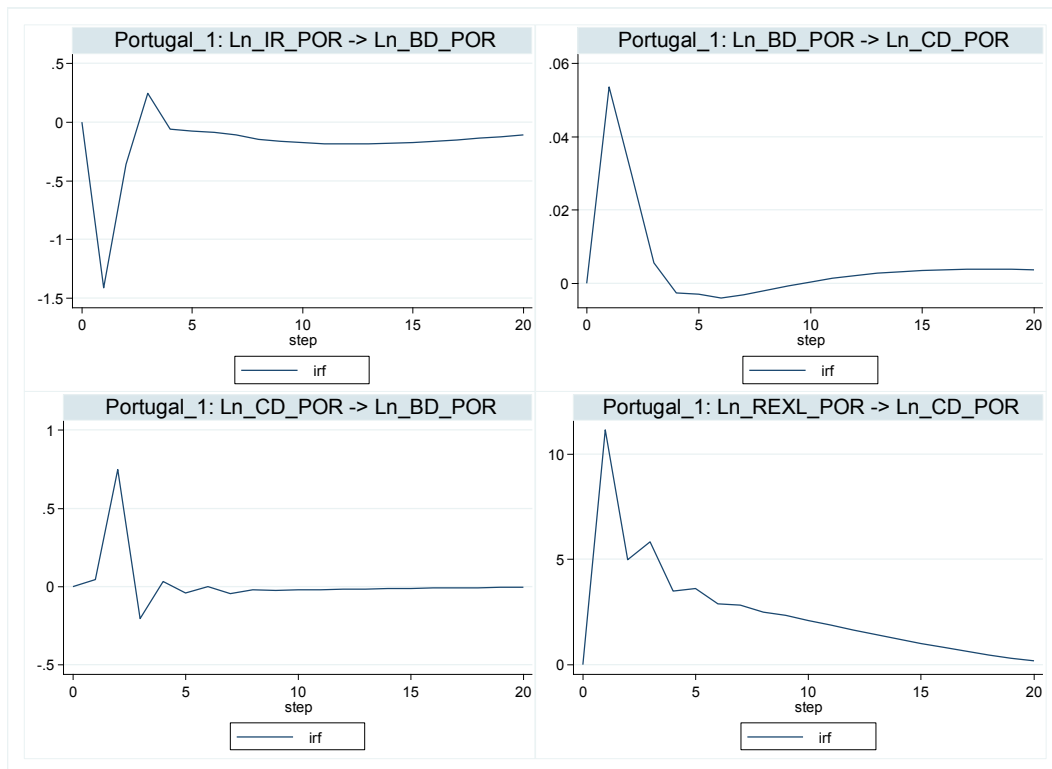 Portugal_1: Ln_IR_POR -> Ln_BD_POR
.5
0
-.5
-1
-1.5
0 5 10 15 20
step
irf
Portugal_1: Ln_BD_POR -> Ln_CD_POR
.06
.04
.02
0
0 5 10 15 20
step
irf
Portugal_1: Ln_CD_POR -> Ln_BD_POR
1
.5
0
-.5
0 5 10 15 20
step
irf
Portugal_1: Ln_REXL_POR -> Ln_CD_POR
10
5
0
0 5 10 15 20
step
irf